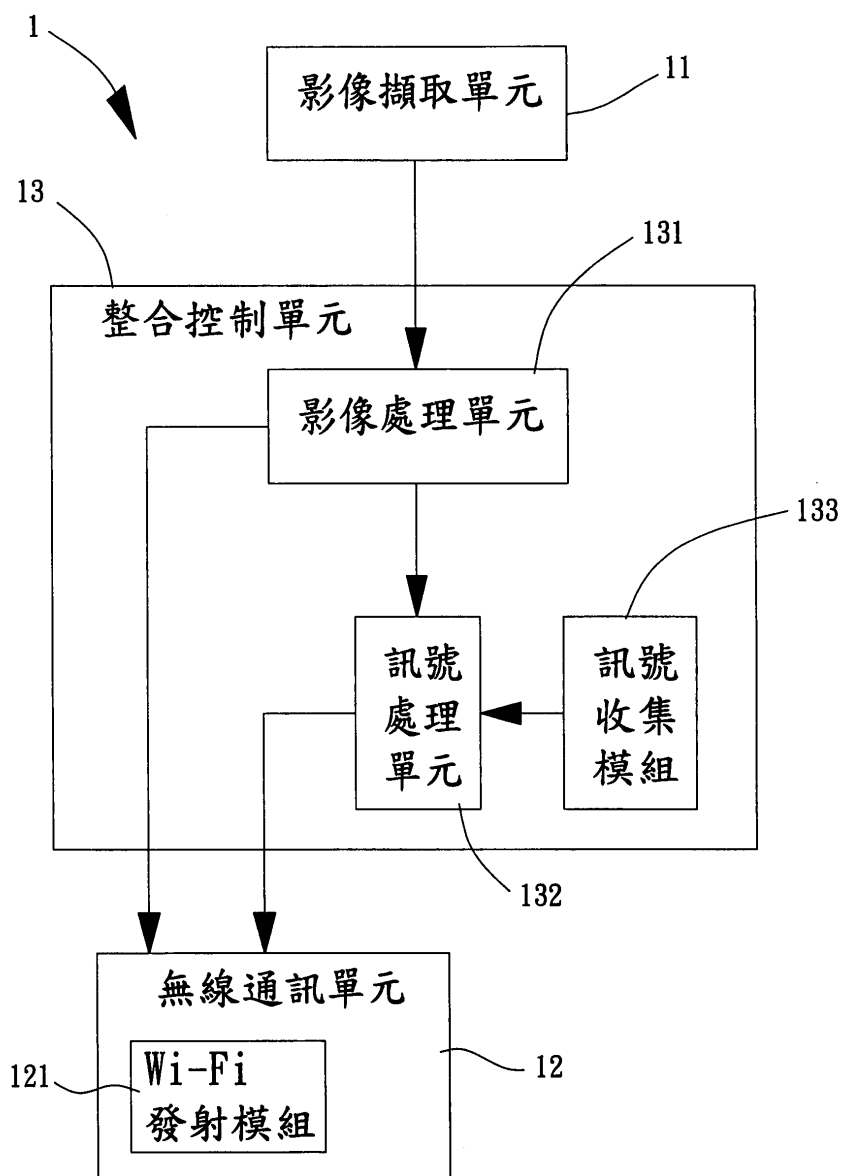 1
影像擷取單元
11
13
131
整合控制單元
影像處理單元
133
訊號
處理
單元
訊號
收集
模組
132
無線通訊單元
121
Wi-Fi
發射模組
12